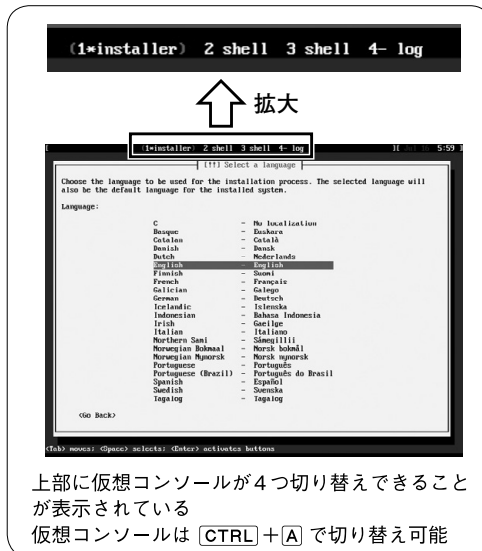 (1*installer) 2 shell 3 shell 4- log
拡大
(1*installer) 2 shell 3 shell 4- log ][ Jul 16 5:59 ]
[!!] Select a language
Choose the language to be used for the installation process. The selected language will
also be the default language for the installed system.
Language:
C - No localization
Basque - Euskara
Catalan - Català
Danish - Dansk
Dutch - Nederlands
English - English
Finnish - Suomi
French - Français
Galician - Galego
German - Deutsch
Icelandic - Íslenska
Indonesian - Bahasa Indonesia
Irish - Gaeilge
Italian - Italiano
Northern Sami - Sámegillii
Norwegian Bokmaal - Norsk bokmål
Norwegian Nynorsk - Norsk nynorsk
Portuguese - Português
Portuguese (Brazil) - Português do Brasil
Spanish - Español
Swedish - Svenska
Tagalog - Tagalog
<Go Back>
<Tab> moves; <Space> selects; <Enter> activates buttons
上部に仮想コンソールが4つ切り替えできること
が表示されている
仮想コンソールは CTRL+A で切り替え可能